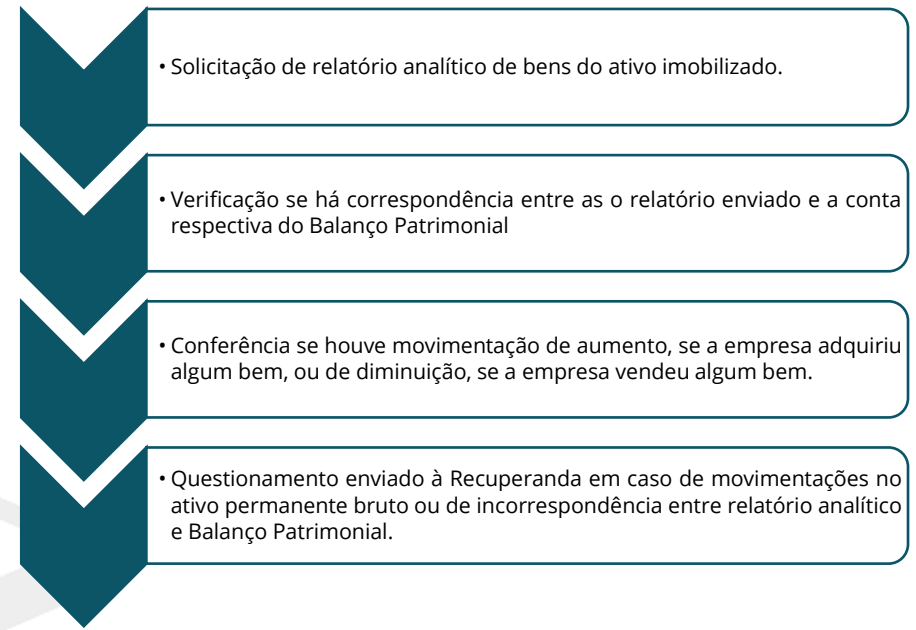 • Solicitação de relatório analítico de bens do ativo imobilizado.
• Verificação se há correspondência entre as o relatório enviado e a conta
respectiva do Balanço Patrimonial
• Conferência se houve movimentação de aumento, se a empresa adquiriu
algum bem, ou de diminuição, se a empresa vendeu algum bem.
• Questionamento enviado à Recuperanda em caso de movimentações no
ativo permanente bruto ou de incorrespondência entre relatório analítico
e Balanço Patrimonial.